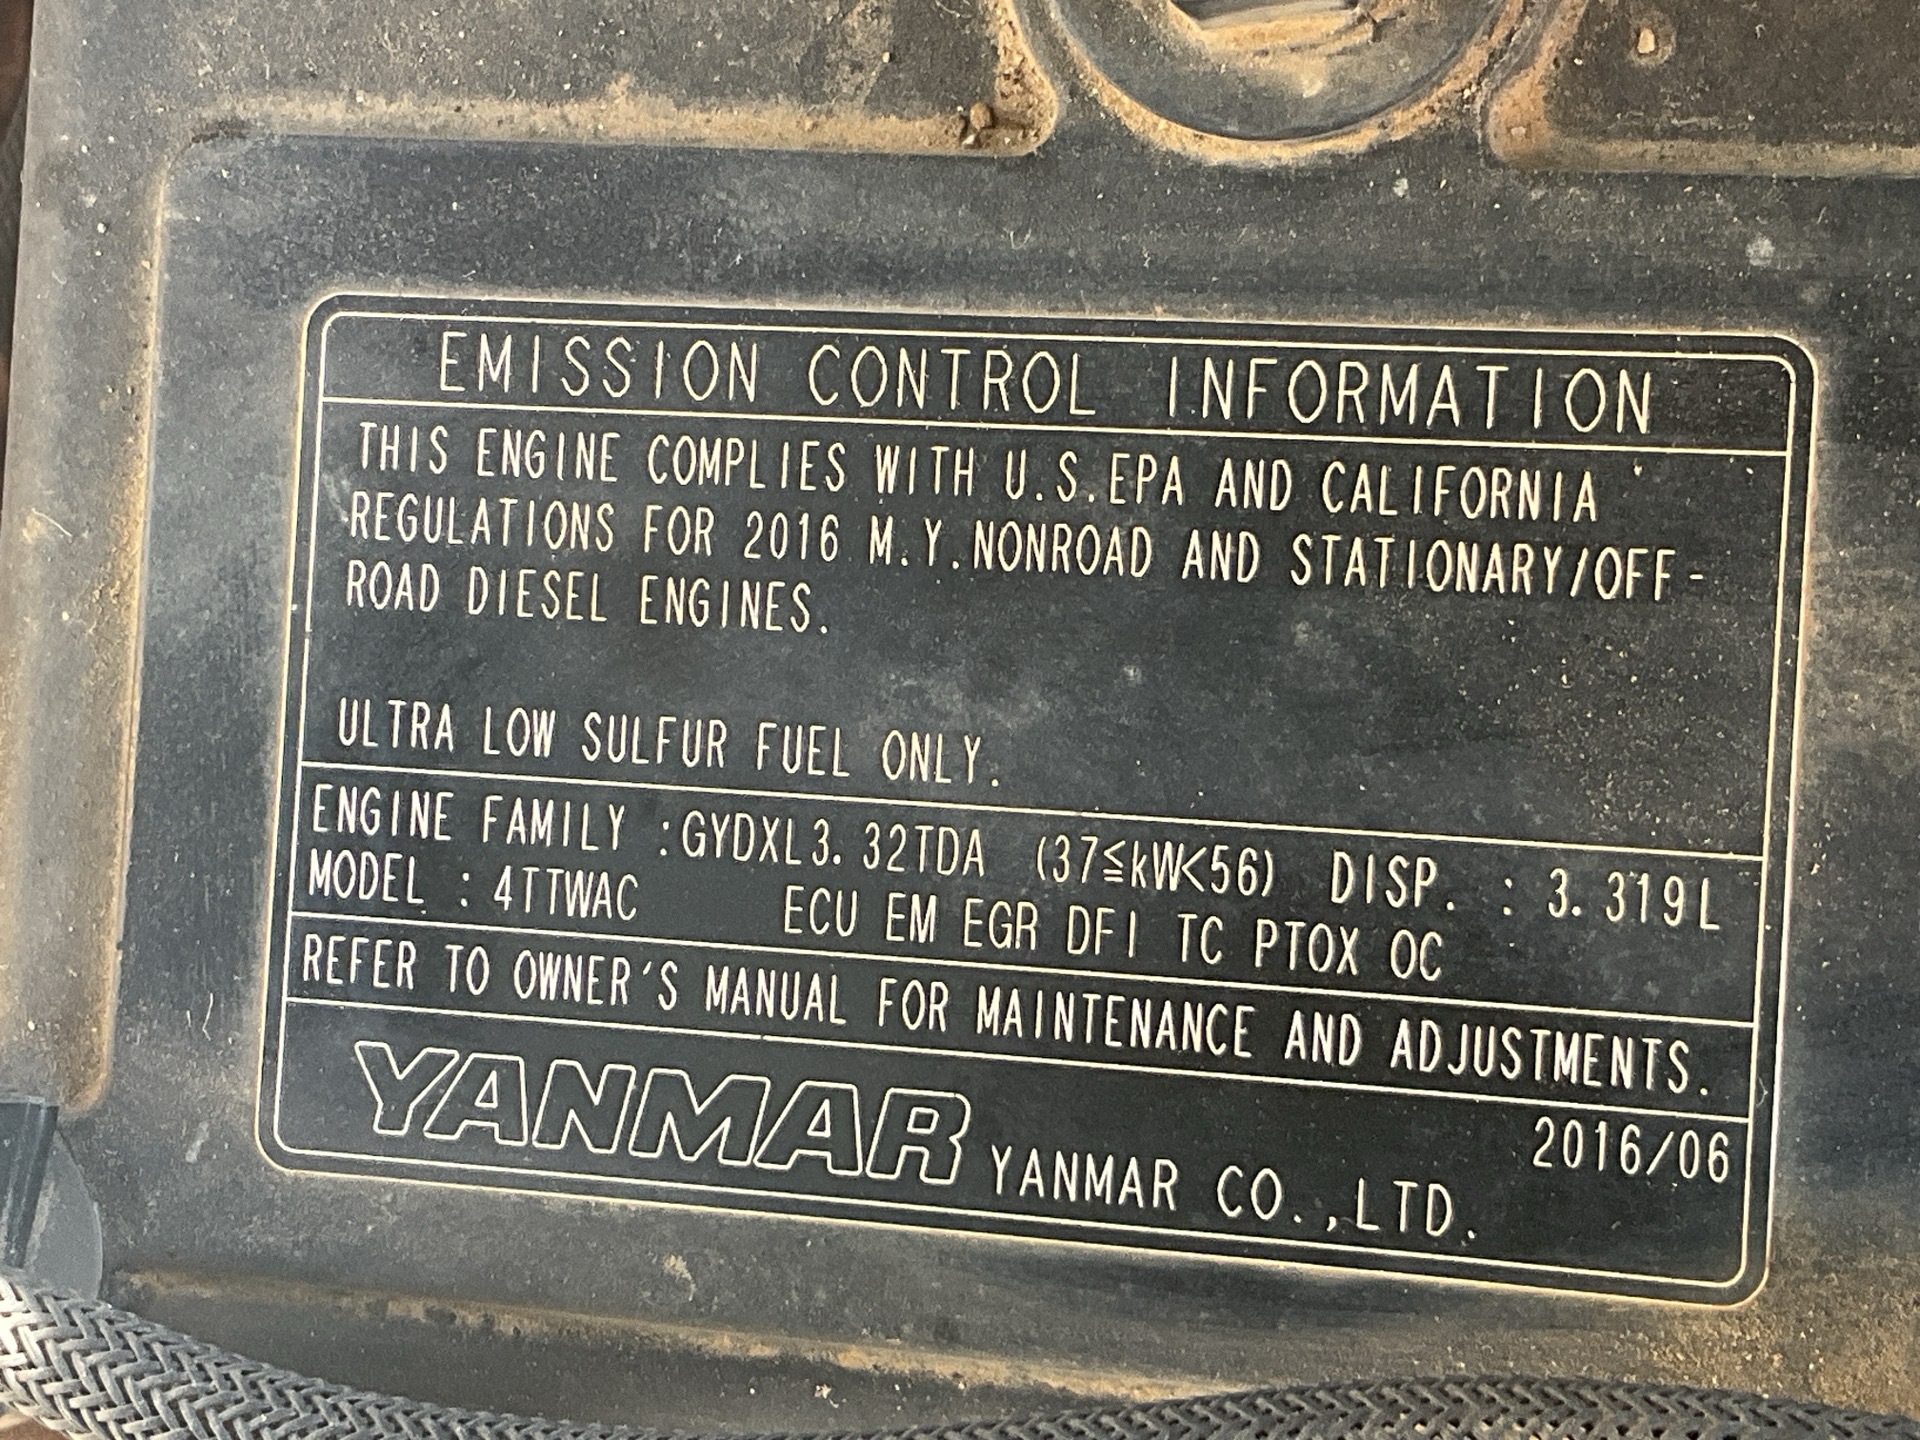 EMISSION CONTROL INFORMATION
THIS ENGINE COMPLIES WITH U.S.EPA AND CALIFORNIA
REGULATIONS FOR 2016 M.Y.NONROAD AND STATIONARY/OFF-
ROAD DIESEL ENGINES.
ULTRA LOW SULFUR FUEL ONLY.
ENGINE FAMILY :GYDXL3.32TDA (37≦kW<56) DISP. : 3.319L
MODEL : 4TTWAC ECU EM EGR DFI TC PTOX OC
REFER TO OWNER'S MANUAL FOR MAINTENANCE AND ADJUSTMENTS.
2016/06
YANMAR YANMAR CO.,LTD.